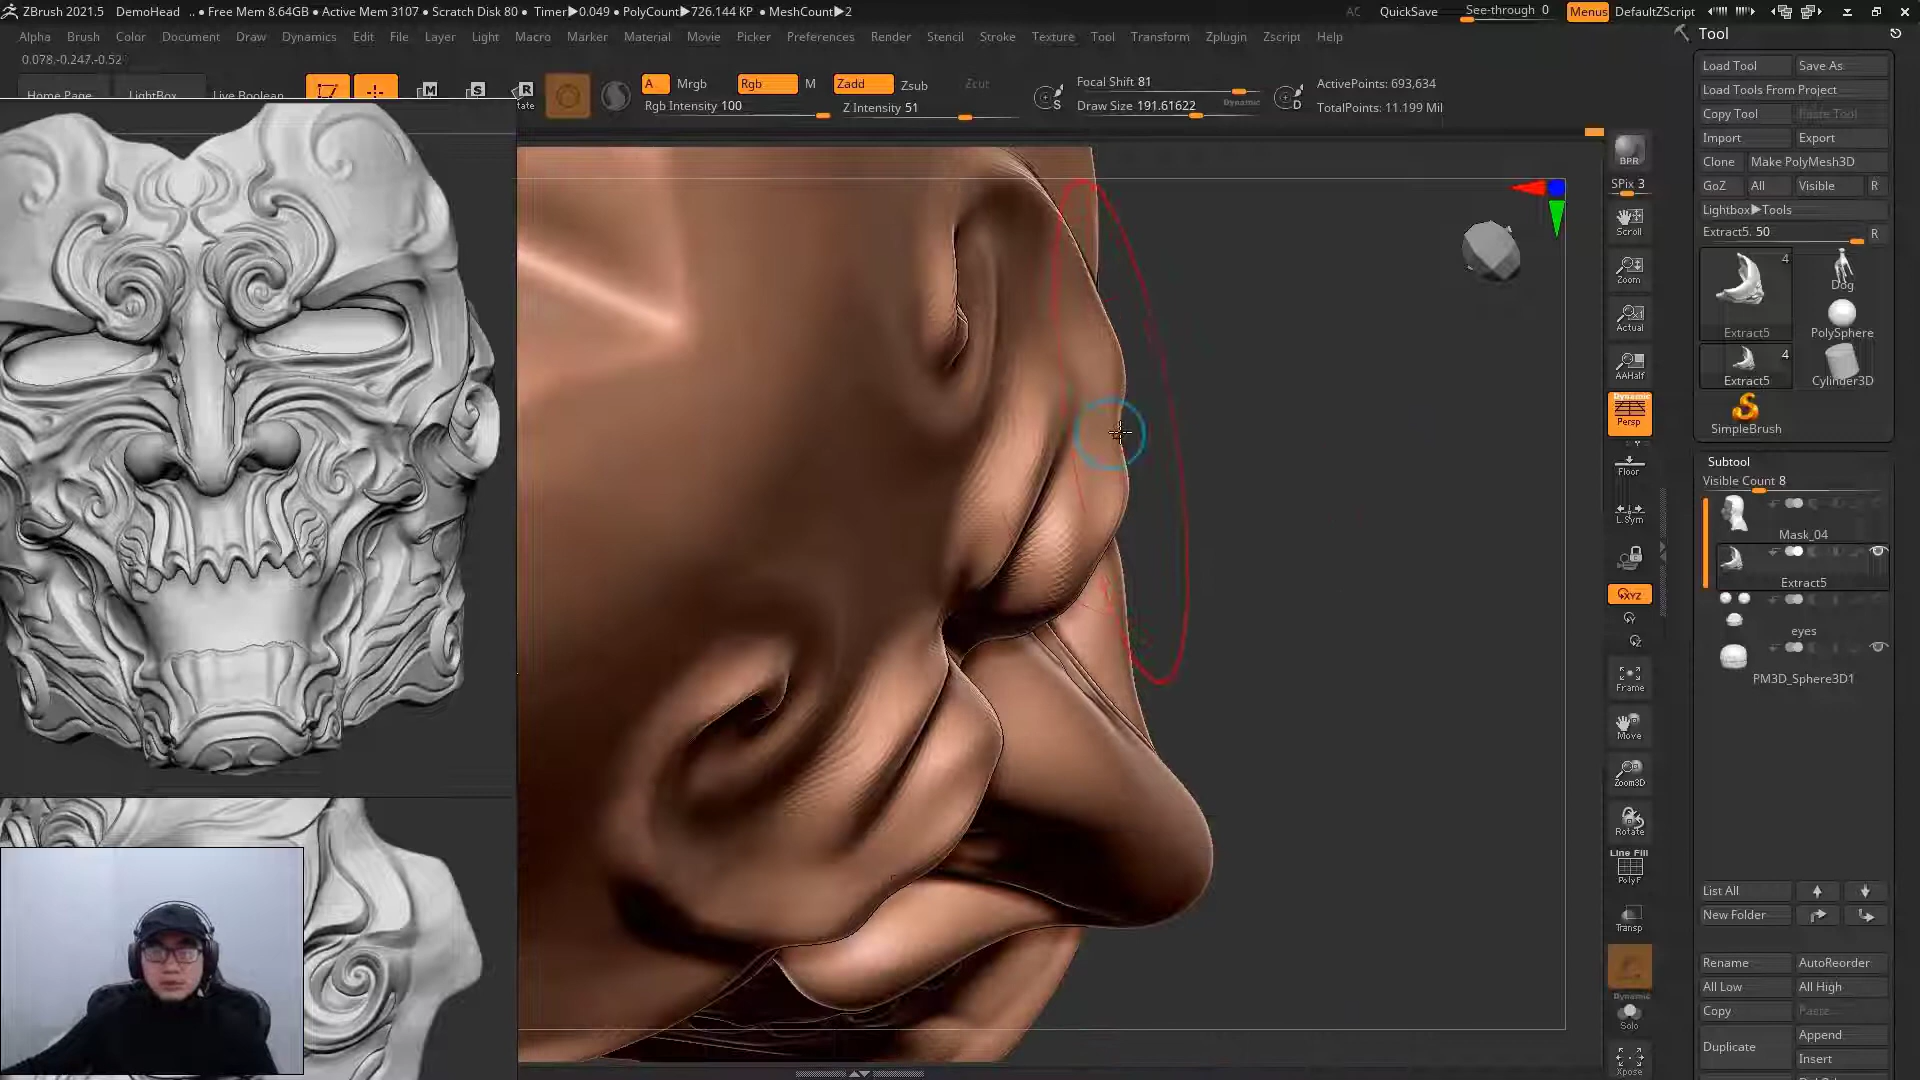 ZBrush 2021.5 DemoHead .. ● Free Mem 8.64GB ● Active Mem 3107 ● Scratch Disk 80 ● Timer▶0.049 ● PolyCount▶726.144 KP ● MeshCount▶2 AC QuickSave See-through 0 Menus DefaultZScript
Alpha Brush Color Document Draw Dynamics Edit File Layer Light Macro Marker Material Movie Picker Preferences Render Stencil Stroke Texture Tool Transform Zplugin Zscript Help
0.078,-0.247,-0.52
Home Page LightBox Live Boolean
M S R
A Mrgb Rgb M Zadd Zsub Zcut
Rgb Intensity 100 Z Intensity 51
S Focal Shift 81
Draw Size 191.61622 Dynamic
D ActivePoints: 693,634
TotalPoints: 11.199 Mil
BPR
SPix 3
Scroll
Zoom
Actual
AAHalf
Dynamic
Persp
Floor
L.Sym
XYZ
Y
Z
Frame
Move
Zoom3D
Rotate
Line Fill
PolyF
Transp
Dynamic
Solo
Xpose
Tool
Load Tool Save As
Load Tools From Project
Copy Tool Paste Tool
Import Export
Clone Make PolyMesh3D
GoZ All Visible R
Lightbox▶Tools
Extract5. 50 R
4
Dog
Extract5 PolySphere
4
Extract5 Cylinder3D
SimpleBrush
Subtool
Visible Count 8
Mask_04
Extract5
eyes
PM3D_Sphere3D1
List All
New Folder
Rename AutoReorder
All Low All High
Copy Paste
Duplicate Append
Insert